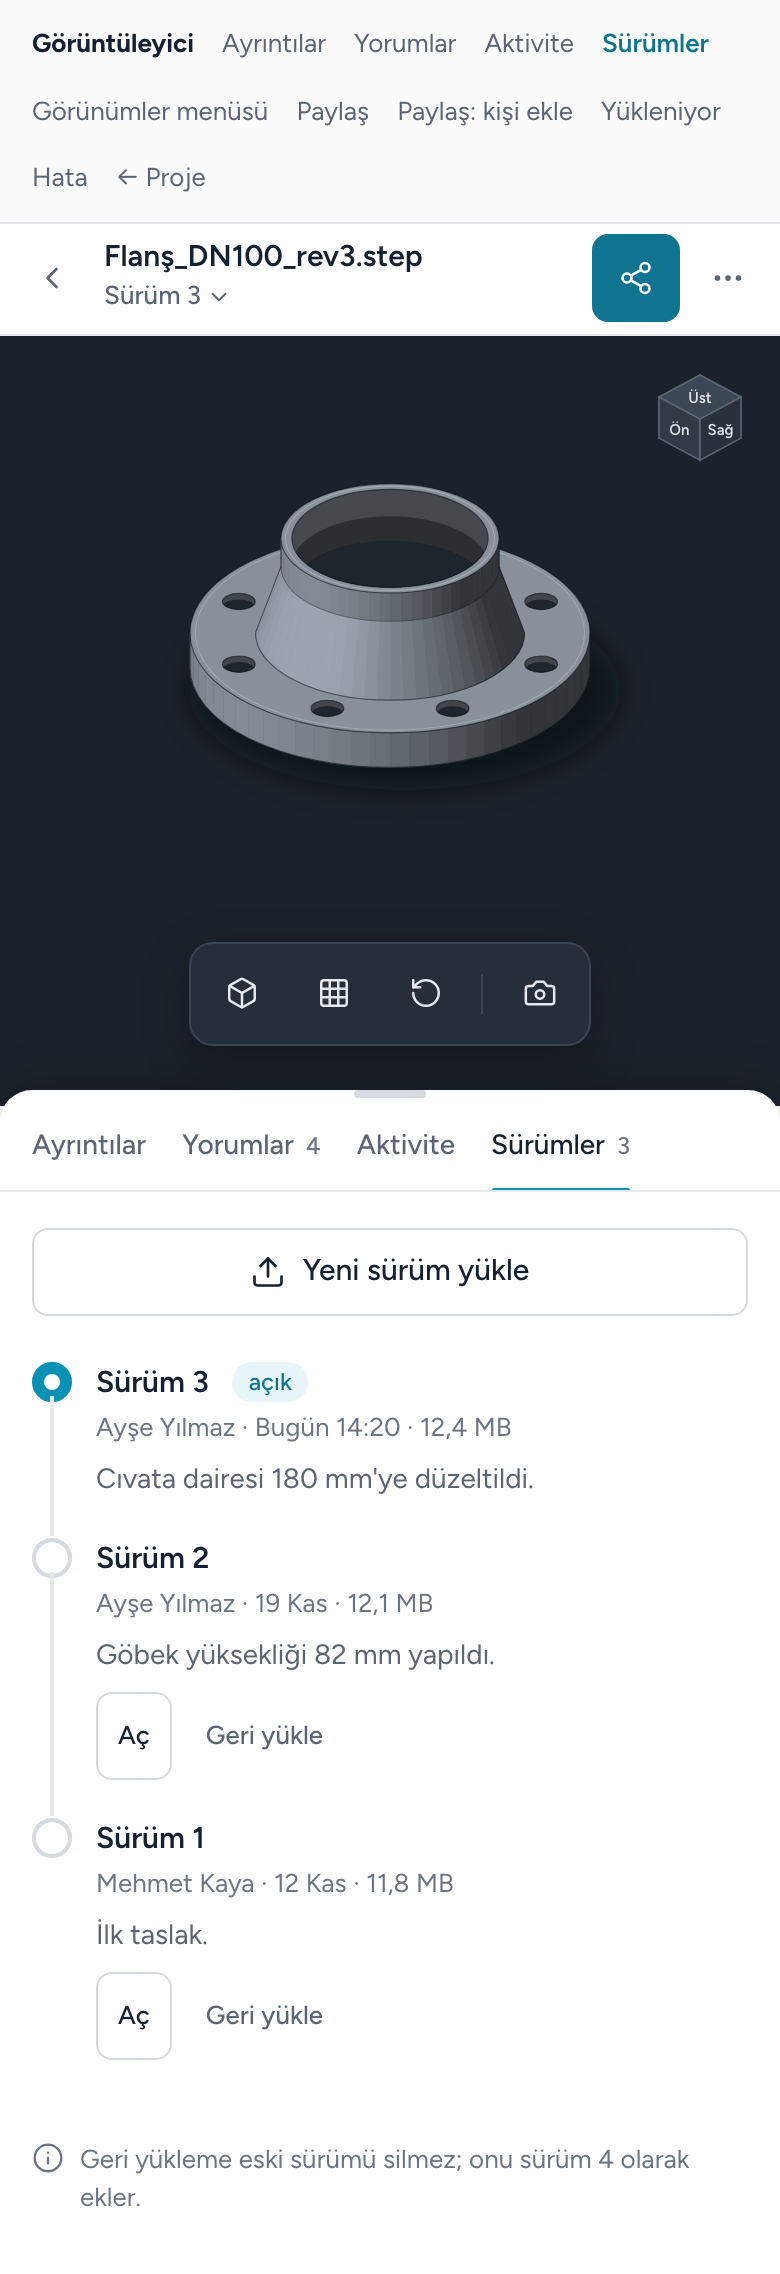 Görüntüleyici Ayrıntılar Yorumlar Aktivite Sürümler
Görünümler menüsü Paylaş Paylaş: kişi ekle Yükleniyor
Hata ← Proje
Flanş_DN100_rev3.step
Sürüm 3
Üst
Ön Sağ
Ayrıntılar Yorumlar 4 Aktivite Sürümler 3
Yeni sürüm yükle
Sürüm 3 açık
Ayşe Yılmaz · Bugün 14:20 · 12,4 MB
Cıvata dairesi 180 mm'ye düzeltildi.
Sürüm 2
Ayşe Yılmaz · 19 Kas · 12,1 MB
Göbek yüksekliği 82 mm yapıldı.
Aç Geri yükle
Sürüm 1
Mehmet Kaya · 12 Kas · 11,8 MB
İlk taslak.
Aç Geri yükle
Geri yükleme eski sürümü silmez; onu sürüm 4 olarak
ekler.